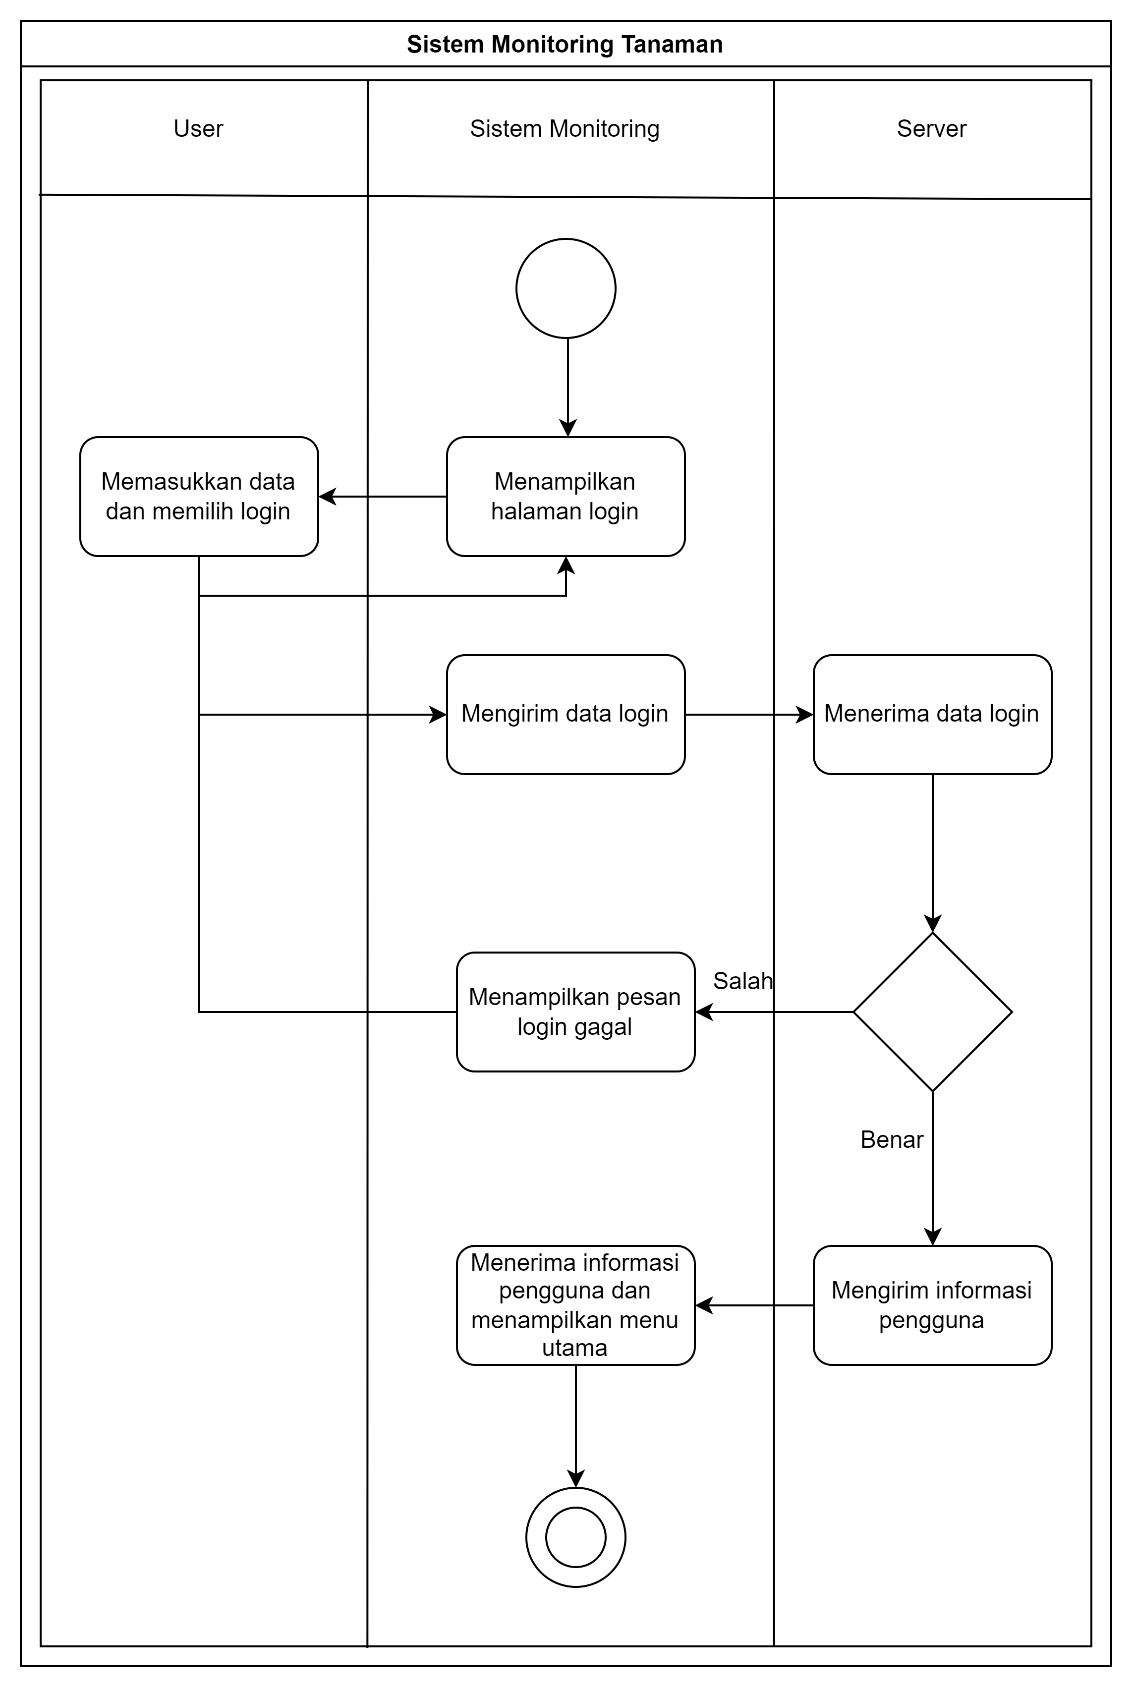 Sistem Monitoring Tanaman
User
Sistem Monitoring
Server
Memasukkan data
dan memilih login
Menampilkan
halaman login
Mengirim data login
Menerima data login
Salah
Menampilkan pesan
login gagal
Benar
Menerima informasi
pengguna dan
menampilkan menu
utama
Mengirim informasi
pengguna